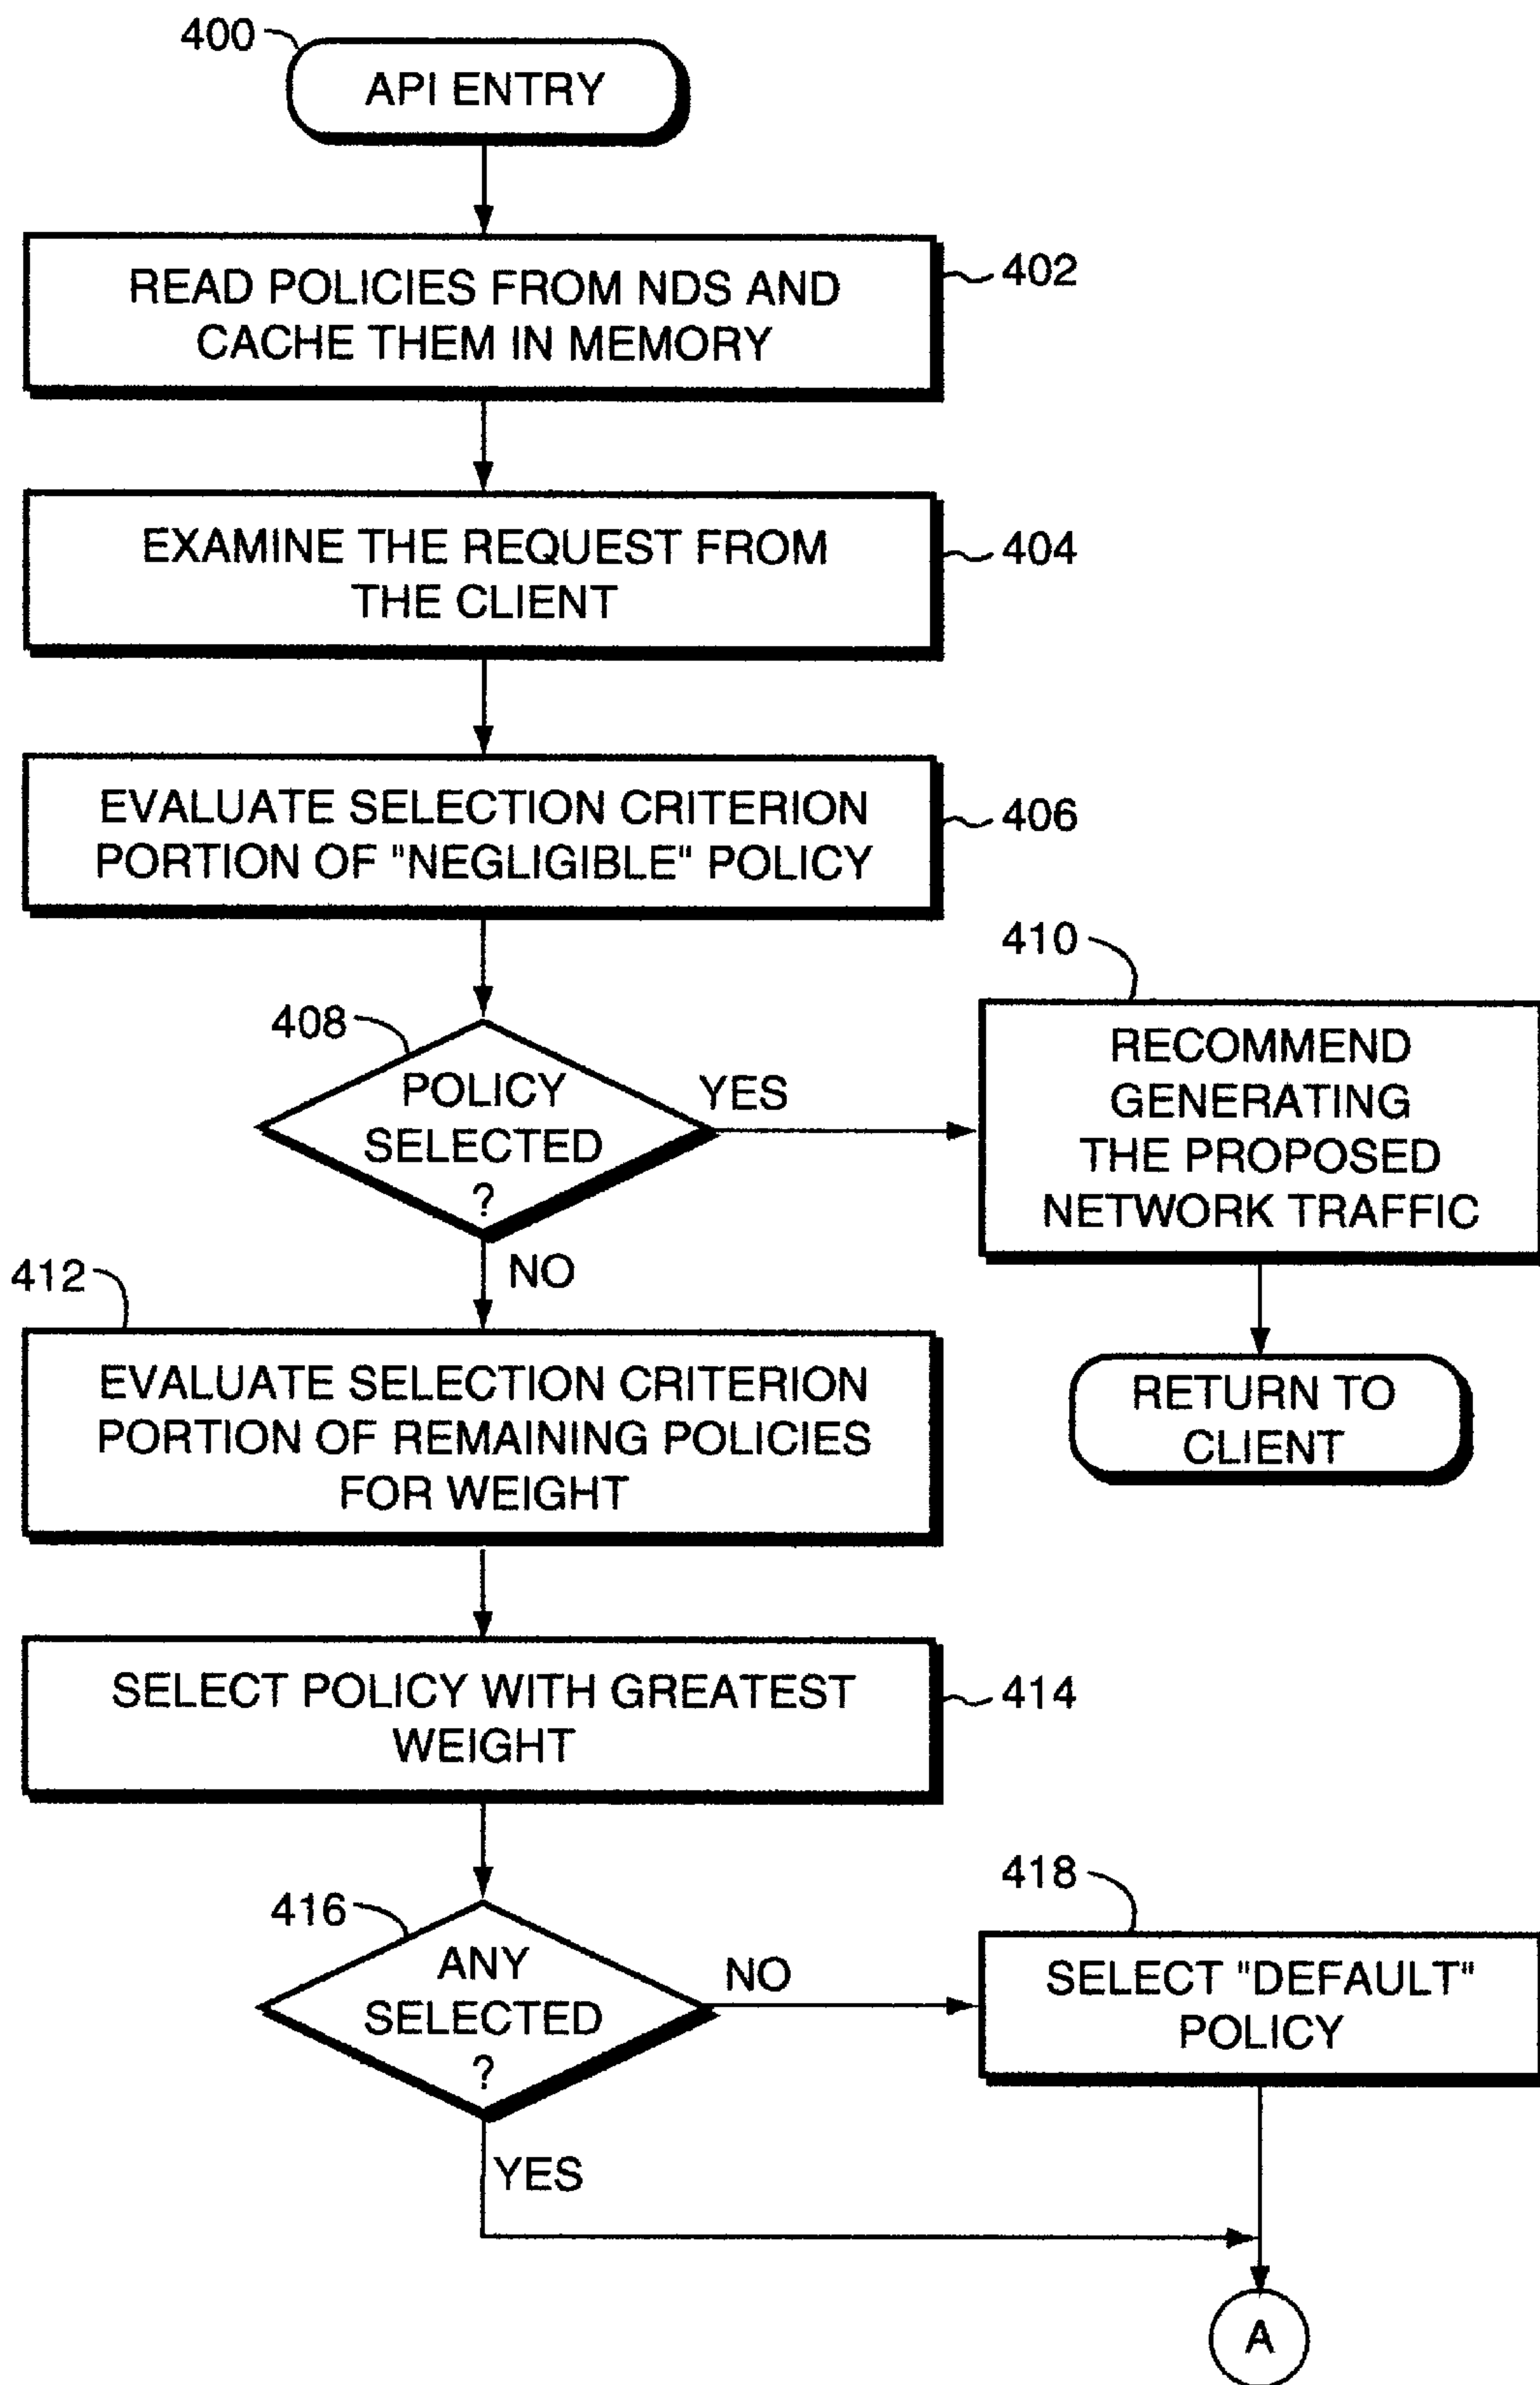 400
API ENTRY
READ POLICIES FROM NDS AND
CACHE THEM IN MEMORY
402
EXAMINE THE REQUEST FROM
THE CLIENT
404
EVALUATE SELECTION CRITERION
PORTION OF "NEGLIGIBLE" POLICY
406
408
POLICY
SELECTED
?
YES
410
RECOMMEND
GENERATING
THE PROPOSED
NETWORK TRAFFIC
RETURN TO
CLIENT
NO
412
EVALUATE SELECTION CRITERION
PORTION OF REMAINING POLICIES
FOR WEIGHT
SELECT POLICY WITH GREATEST
WEIGHT
414
416
ANY
SELECTED
?
NO
418
SELECT "DEFAULT"
POLICY
YES
A